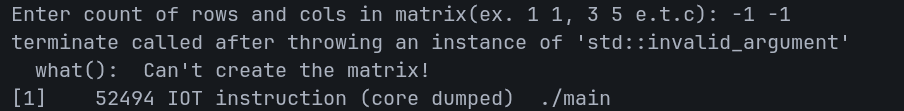 Enter count of rows and cols in matrix(ex. 1 1, 3 5 e.t.c): -1 -1
terminate called after throwing an instance of 'std::invalid_argument'
  what():  Can't create the matrix!
[1]    52494 IOT instruction (core dumped)  ./main